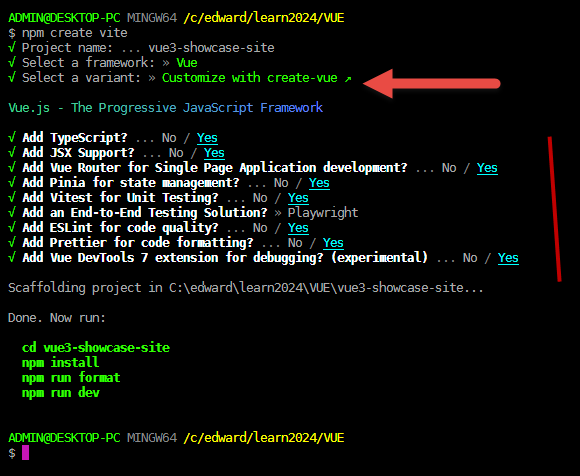 ADMIN@DESKTOP-PC MINGW64 /c/edward/learn2024/VUE
$ npm create vite
√ Project name: ... vue3-showcase-site
√ Select a framework: » Vue
√ Select a variant: » Customize with create-vue ↗
Vue.js - The Progressive JavaScript Framework
√ Add TypeScript? ... No / Yes
√ Add JSX Support? ... No / Yes
√ Add Vue Router for Single Page Application development? ... No / Yes
√ Add Pinia for state management? ... No / Yes
√ Add Vitest for Unit Testing? ... No / Yes
√ Add an End-to-End Testing Solution? » Playwright
√ Add ESLint for code quality? ... No / Yes
√ Add Prettier for code formatting? ... No / Yes
√ Add Vue DevTools 7 extension for debugging? (experimental) ... No / Yes
Scaffolding project in C:\edward\learn2024\VUE\vue3-showcase-site...
Done. Now run:
cd vue3-showcase-site
npm install
npm run format
npm run dev
ADMIN@DESKTOP-PC MINGW64 /c/edward/learn2024/VUE
$